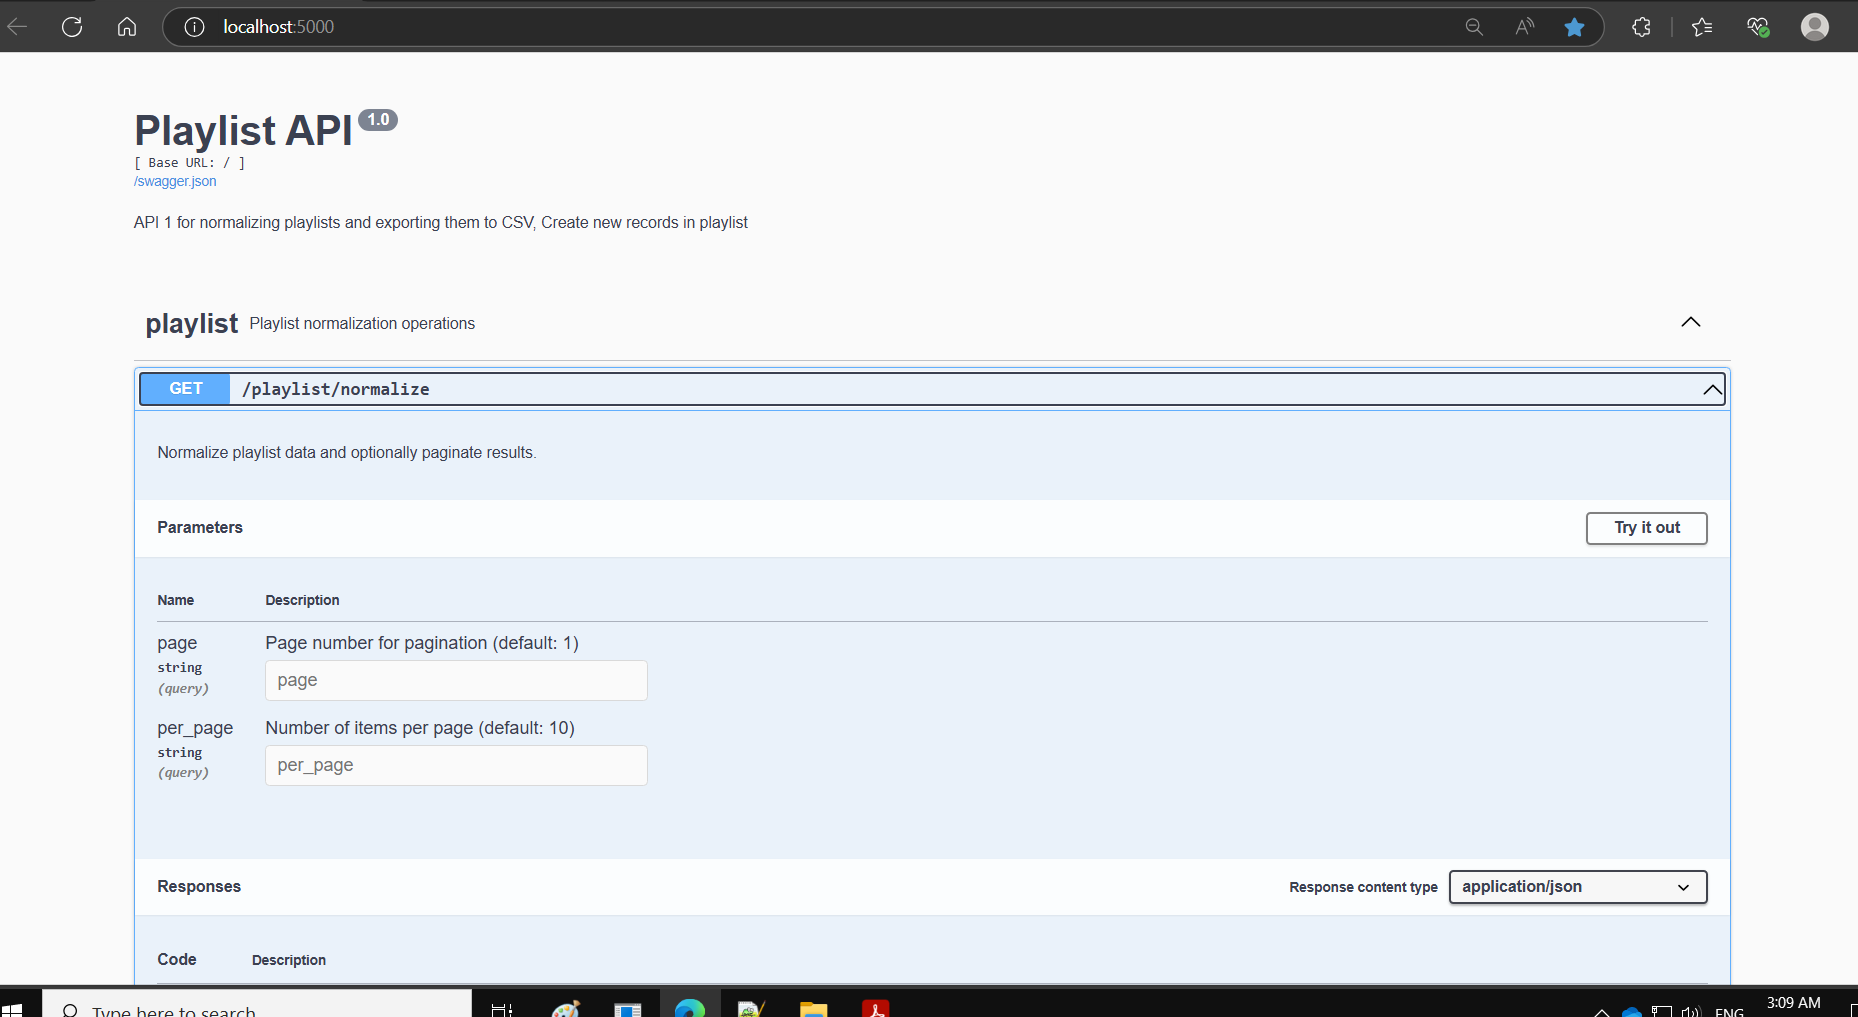 localhost:5000
Playlist API 1.0
[ Base URL: / ]
/swagger.json
API 1 for normalizing playlists and exporting them to CSV, Create new records in playlist
playlist Playlist normalization operations
GET /playlist/normalize
Normalize playlist data and optionally paginate results.
Parameters Try it out
Name Description
page Page number for pagination (default: 1)
string
(query)
page
per_page Number of items per page (default: 10)
string
(query)
per_page
Responses Response content type application/json
Code Description
Type here to search
ENG 3:09 AM